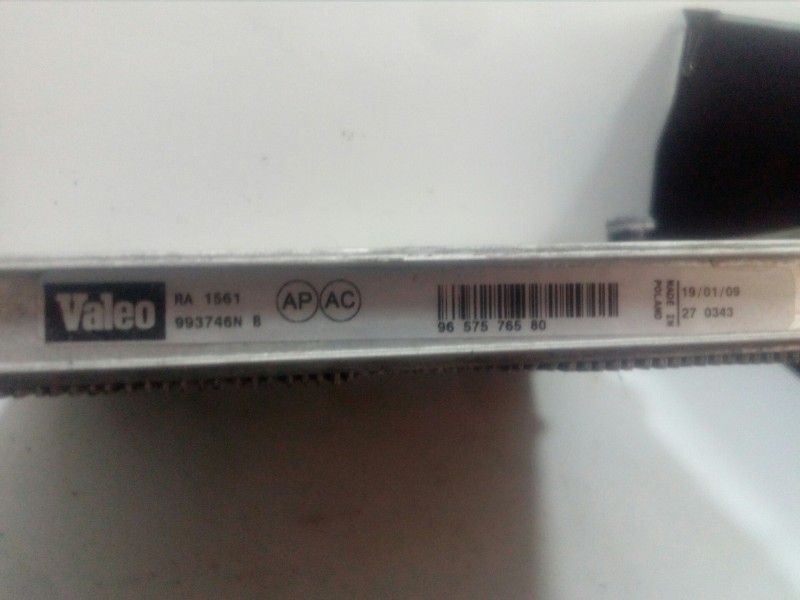 Valeo
RA 1561
993746N B
AP AC
96 575 765 80
MADE IN
POLAND
19/01/09
27 0343